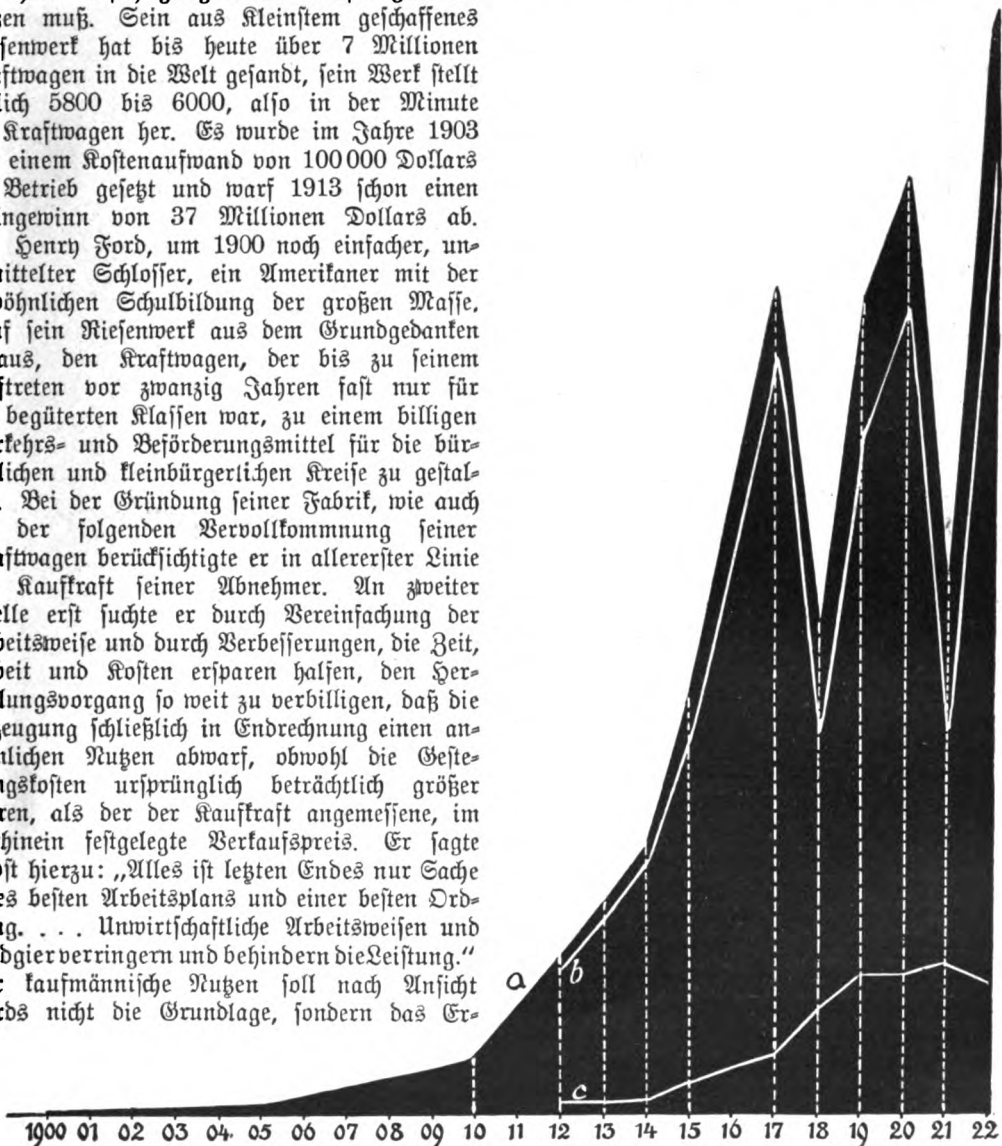 en muß. Sein aus Kleinstem geschaffenes
senwerk hat bis heute über 7 Millionen
ftwagen in die Welt gesandt, sein Werk stellt
lich 5800 bis 6000, also in der Minute
Kraftwagen her. Es wurde im Jahre 1903
einem Kostenaufwand von 100 000 Dollars
Betrieb gesetzt und warf 1913 schon einen
ngewinn von 37 Millionen Dollars ab.
Henry Ford, um 1900 noch einfacher, un-
ittelter Schlosser, ein Amerikaner mit der
öhnlichen Schulbildung der großen Masse,
uf sein Riesenwerk aus dem Grundgedanken
aus, den Kraftwagen, der bis zu seinem
ftreten vor zwanzig Jahren fast nur für
begüterten Klassen war, zu einem billigen
kehrs- und Beförderungsmittel für die bür-
lichen und kleinbürgerlichen Kreise zu gestal-
. Bei der Gründung seiner Fabrik, wie auch
der folgenden Vervollkommnung seiner
aftwagen berücksichtigte er in allererster Linie
Kaufkraft seiner Abnehmer. An zweiter
elle erst suchte er durch Vereinfachung der
beitsweise und durch Verbesserungen, die Zeit,
beit und Kosten ersparen halfen, den Her-
lungsvorgang so weit zu verbilligen, daß die
eugung schließlich in Endrechnung einen an-
nlichen Nutzen abwarf, obwohl die Geste-
ngskosten ursprünglich beträchtlich größer
ren, als der der Kaufkraft angemessene, im
hinein festgelegte Verkaufspreis. Er sagte
bst hierzu: „Alles ist letzten Endes nur Sache
es besten Arbeitsplans und einer besten Ord-
ng. . . . Unwirtschaftliche Arbeitsweisen und
dgier verringern und behindern die Leistung.“
r kaufmännische Nutzen soll nach Ansicht
rds nicht die Grundlage, sondern das Er-
a
b
c
1900 01 02 03 04 05 06 07 08 09 10 11 12 13 14 15 16 17 18 19 20 21 22